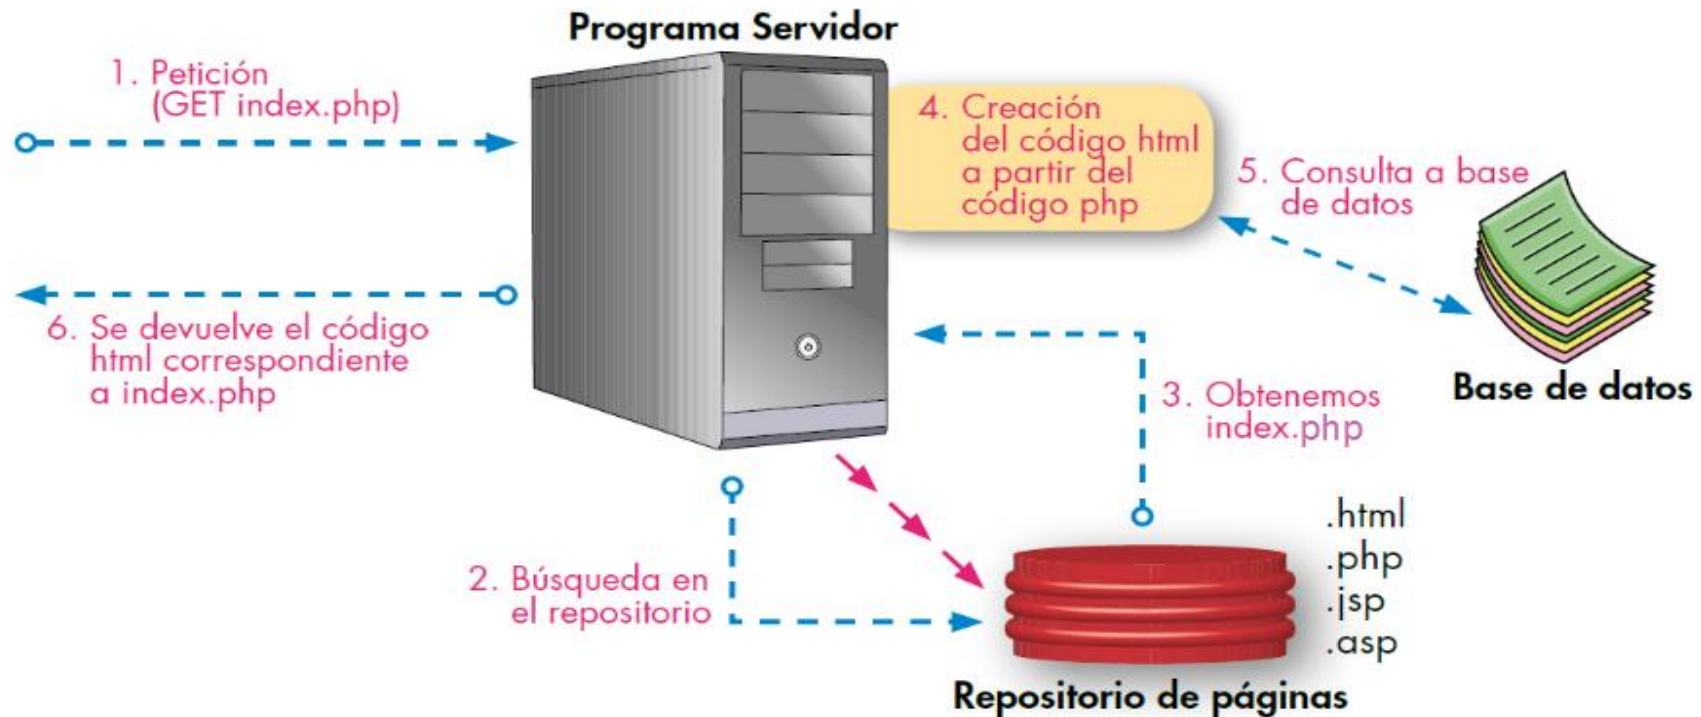 Programa Servidor
1. Petición
(GET index.php)
4. Creación
del código html
a partir del
código php
5. Consulta a base
de datos
6. Se devuelve el código
html correspondiente
a index.php
Base de datos
3. Obtenemos
index.php
2. Búsqueda en
el repositorio
.html
.php
.jsp
.asp
Repositorio de páginas